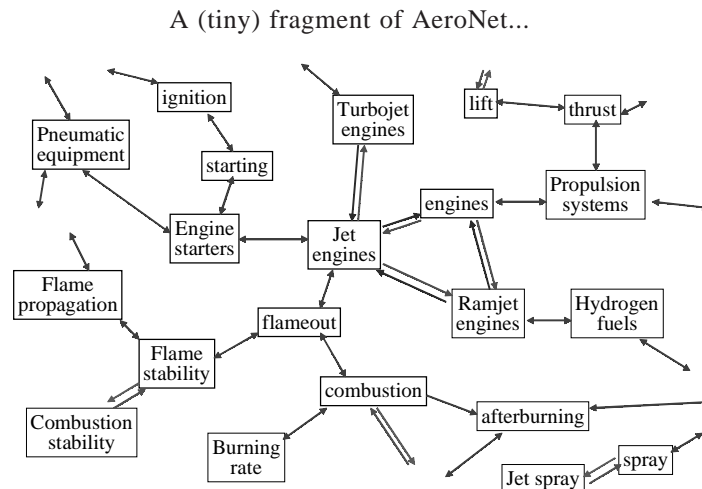 A (tiny) fragment of AeroNet...
ignition
Turbojet
engines
lift
thrust
Pneumatic
equipment
starting
engines
Propulsion
systems
Engine
starters
Jet
engines
Flame
propagation
flameout
Ramjet
engines
Hydrogen
fuels
Flame
stability
combustion
Combustion
stability
afterburning
Burning
rate
Jet spray
spray